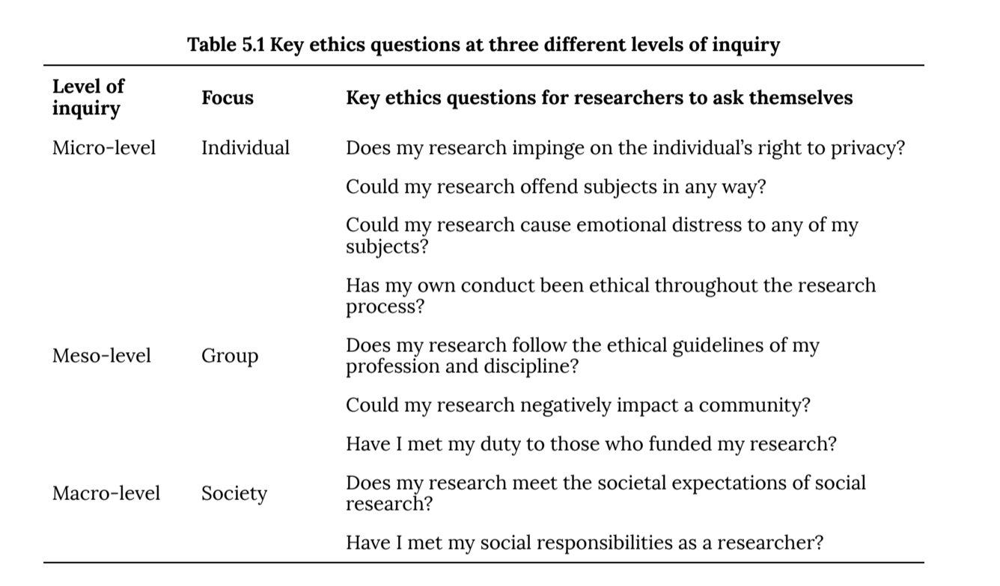 Table 5.1 Key ethics questions at three different levels of inquiry
Level of
inquiry
Focus
Key ethics questions for researchers to ask themselves
Micro-level
Individual
Does my research impinge on the individual’s right to privacy?
Could my research offend subjects in any way?
Could my research cause emotional distress to any of my
subjects?
Has my own conduct been ethical throughout the research
process?
Meso-level
Group
Does my research follow the ethical guidelines of my
profession and discipline?
Could my research negatively impact a community?
Have I met my duty to those who funded my research?
Macro-level
Society
Does my research meet the societal expectations of social
research?
Have I met my social responsibilities as a researcher?